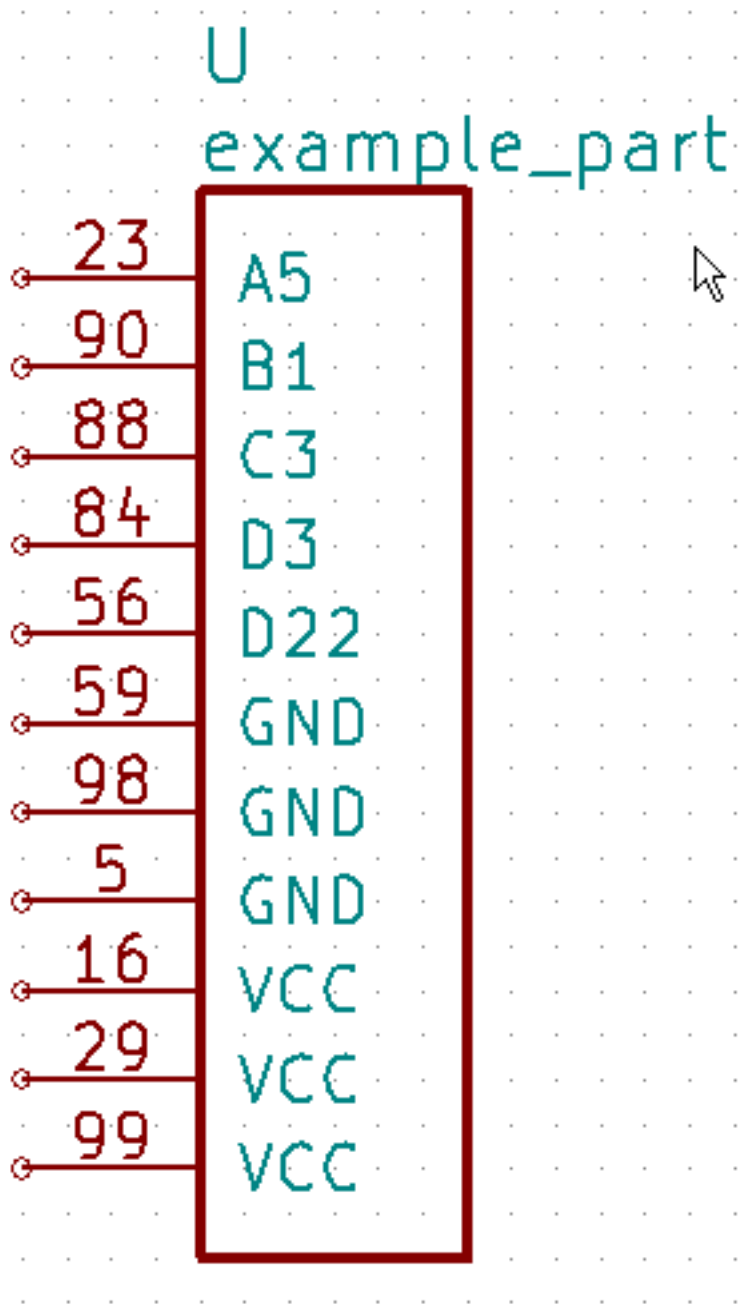 U
example_part
23 A5
90 B1
88 C3
84 D3
56 D22
59 GND
98 GND
5 GND
16 VCC
29 VCC
99 VCC